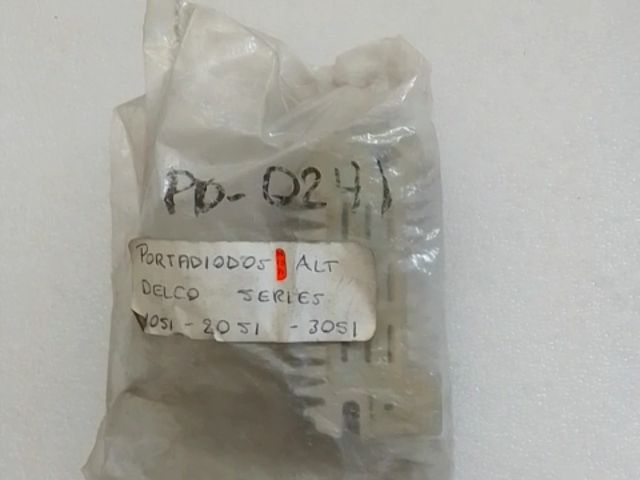 PD-0241
PORTADIODOS ALT
DELCO SERIES
1051-2051-3051